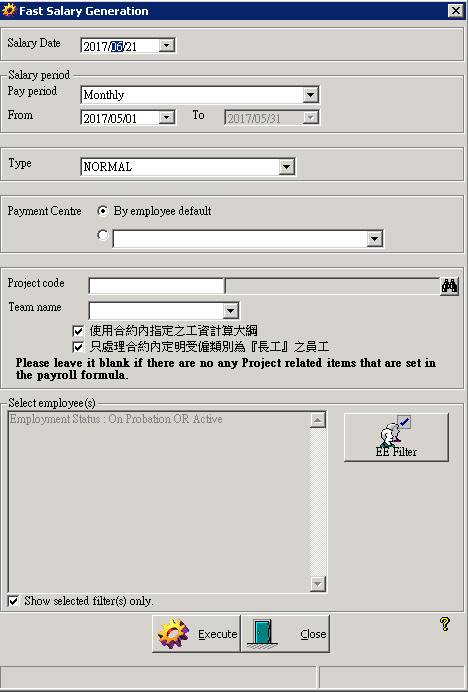 Fast Salary Generation
Salary Date 2017/06/21
Salary period
Pay period Monthly
From 2017/05/01 To 2017/05/31
Type NORMAL
Payment Centre By employee default
Project code
Team name
使用合約內指定之工資計算大綱
只處理合約內定明受僱類別為『長工』之員工
Please leave it blank if there are no any Project related items that are set in
the payroll formula.
Select employee(s)
Employment Status : On Probation OR Active
EE Filter
Show selected filter(s) only.
Execute Close
?